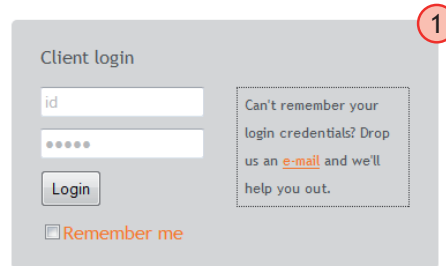 1
Client login
id
•••••
Login
Remember me
Can't remember your
login credentials? Drop
us an e-mail and we'll
help you out.